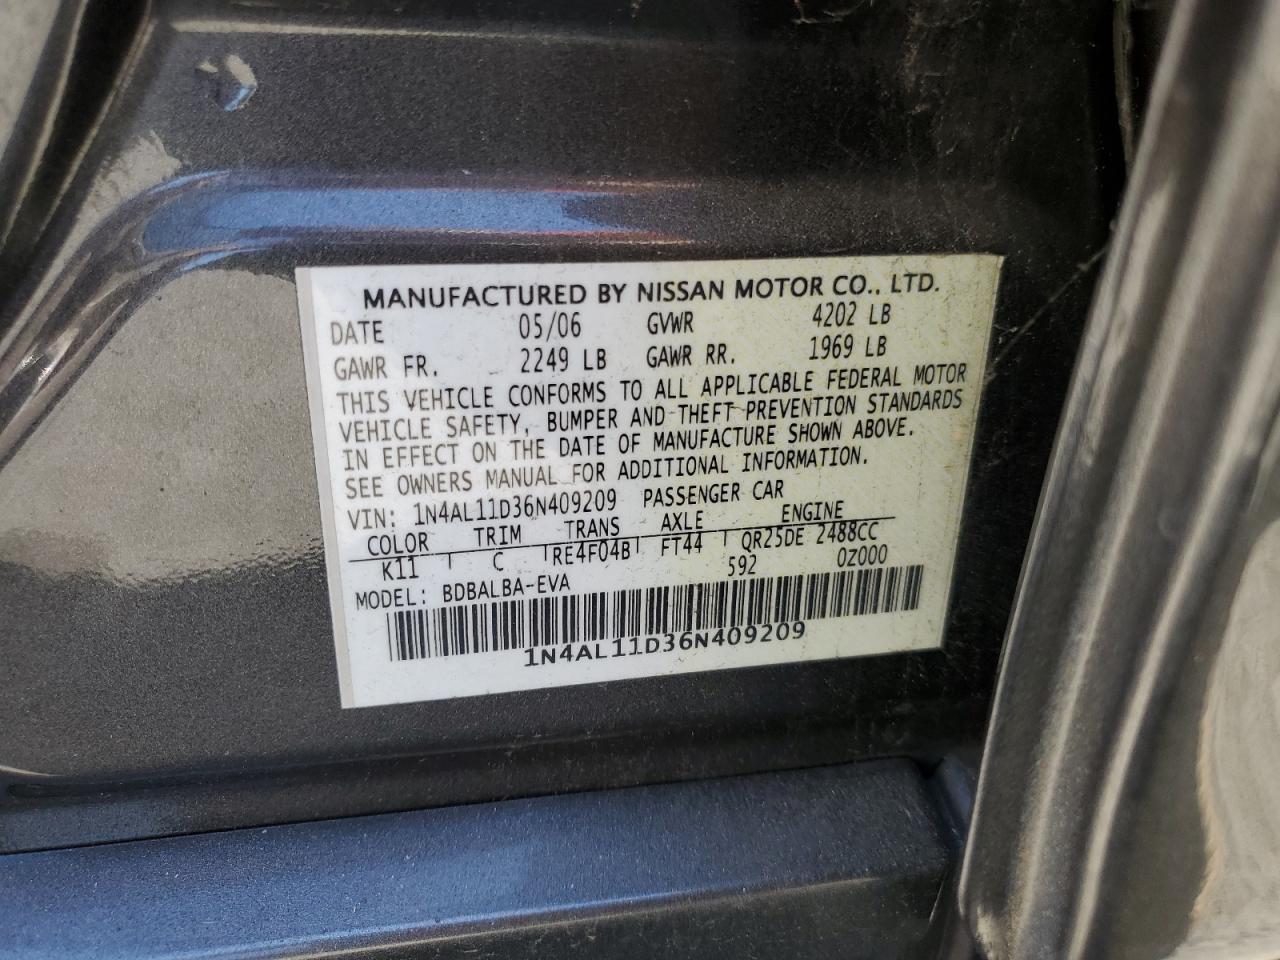 MANUFACTURED BY NISSAN MOTOR CO., LTD.
DATE 05/06 GVWR 4202 LB
GAWR FR. 2249 LB GAWR RR. 1969 LB
THIS VEHICLE CONFORMS TO ALL APPLICABLE FEDERAL MOTOR
VEHICLE SAFETY, BUMPER AND THEFT PREVENTION STANDARDS
IN EFFECT ON THE DATE OF MANUFACTURE SHOWN ABOVE.
SEE OWNERS MANUAL FOR ADDITIONAL INFORMATION.
VIN: 1N4AL11D36N409209 PASSENGER CAR
COLOR TRIM TRANS AXLE ENGINE
K11 C RE4F04B FT44 QR25DE 2488CC
MODEL: BDBALBA-EVA 592 0Z000
1N4AL11D36N409209